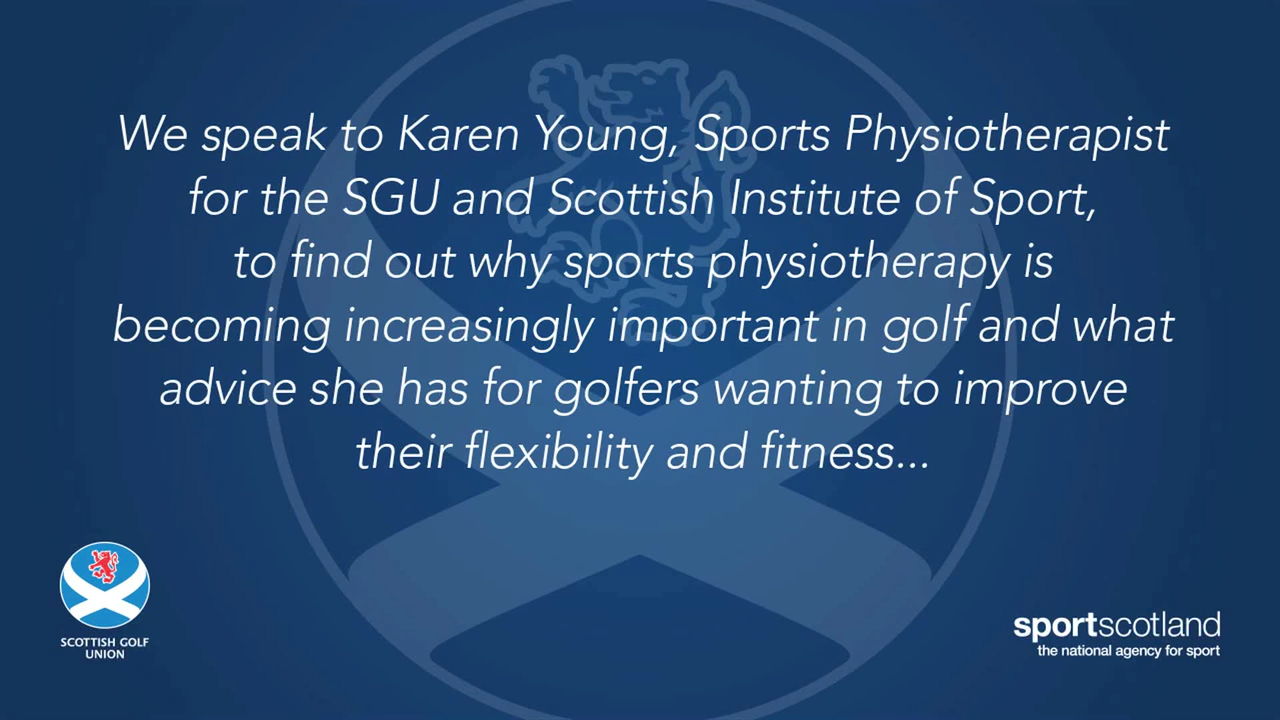 We speak to Karen Young, Sports Physiotherapist
for the SGU and Scottish Institute of Sport,
to find out why sports physiotherapy is
becoming increasingly important in golf and what
advice she has for golfers wanting to improve
their flexibility and fitness...
SCOTTISH GOLF
UNION
sportscotland
the national agency for sport